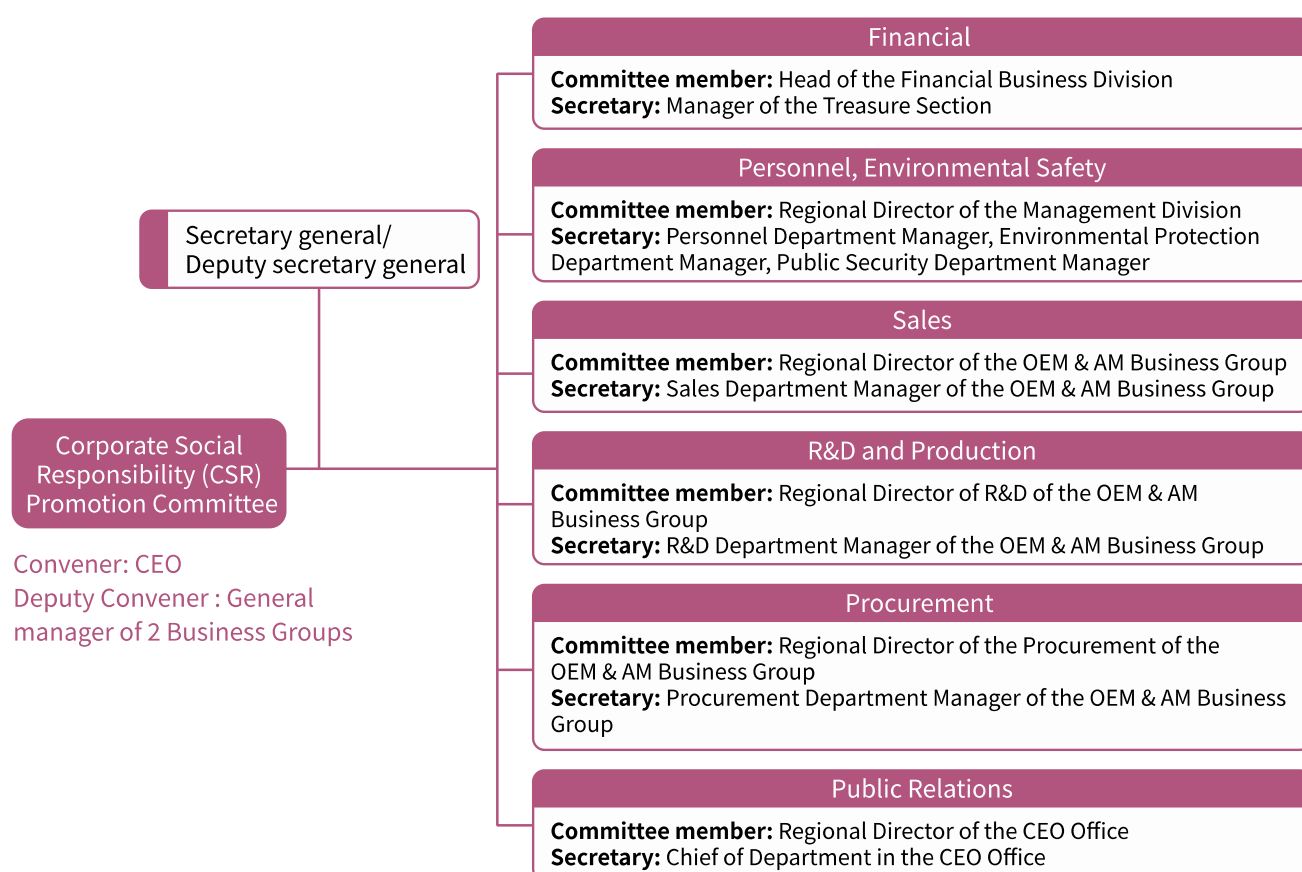 Financial
Committee member: Head of the Financial Business Division
Secretary: Manager of the Treasure Section
Personnel, Environmental Safety
Committee member: Regional Director of the Management Division
Secretary: Personnel Department Manager, Environmental Protection
Department Manager, Public Security Department Manager
Secretary general/
Deputy secretary general
Sales
Committee member: Regional Director of the OEM & AM Business Group
Secretary: Sales Department Manager of the OEM & AM Business Group
Corporate Social
Responsibility (CSR)
Promotion Committee
Convener: CEO
Deputy Convener : General
manager of 2 Business Groups
R&D and Production
Committee member: Regional Director of R&D of the OEM & AM
Business Group
Secretary: R&D Department Manager of the OEM & AM Business Group
Procurement
Committee member: Regional Director of the Procurement of the
OEM & AM Business Group
Secretary: Procurement Department Manager of the OEM & AM Business
Group
Public Relations
Committee member: Regional Director of the CEO Office
Secretary: Chief of Department in the CEO Office